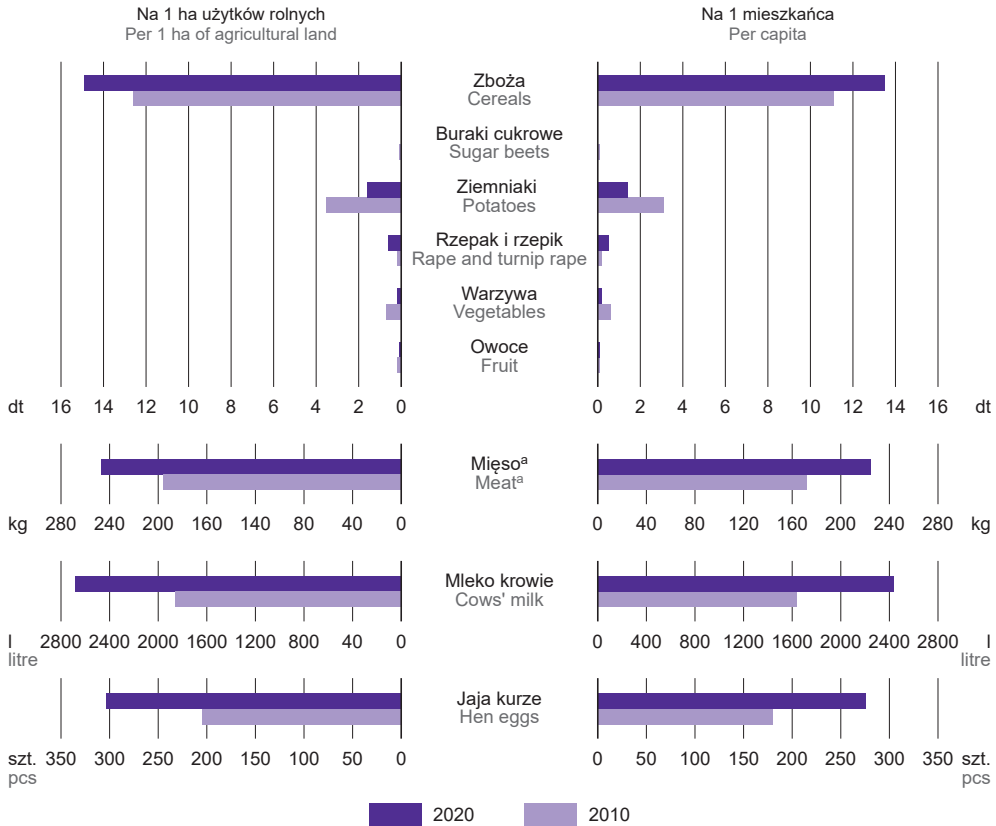 Na 1 ha użytków rolnych
Per 1 ha of agricultural land
Na 1 mieszkańca
Per capita
Zboża
Cereals
Buraki cukrowe
Sugar beets
Ziemniaki
Potatoes
Rzepak i rzepik
Rape and turnip rape
Warzywa
Vegetables
Owoce
Fruit
dt 16 14 12 10 8 6 4 2 0
0 2 4 6 8 10 12 14 16 dt
Mięsoª
Meatª
kg 280 240 200 160 120 80 40 0
0 40 80 120 160 200 240 280 kg
Mleko krowie
Cows' milk
l 2800 2400 2000 1600 1200 800 40 0
litre
0 400 800 1200 1600 2000 2400 2800 l
litre
Jaja kurze
Hen eggs
szt. 350 300 250 200 150 100 50 0
pcs
0 50 100 150 200 250 300 350 szt.
pcs
2020
2010